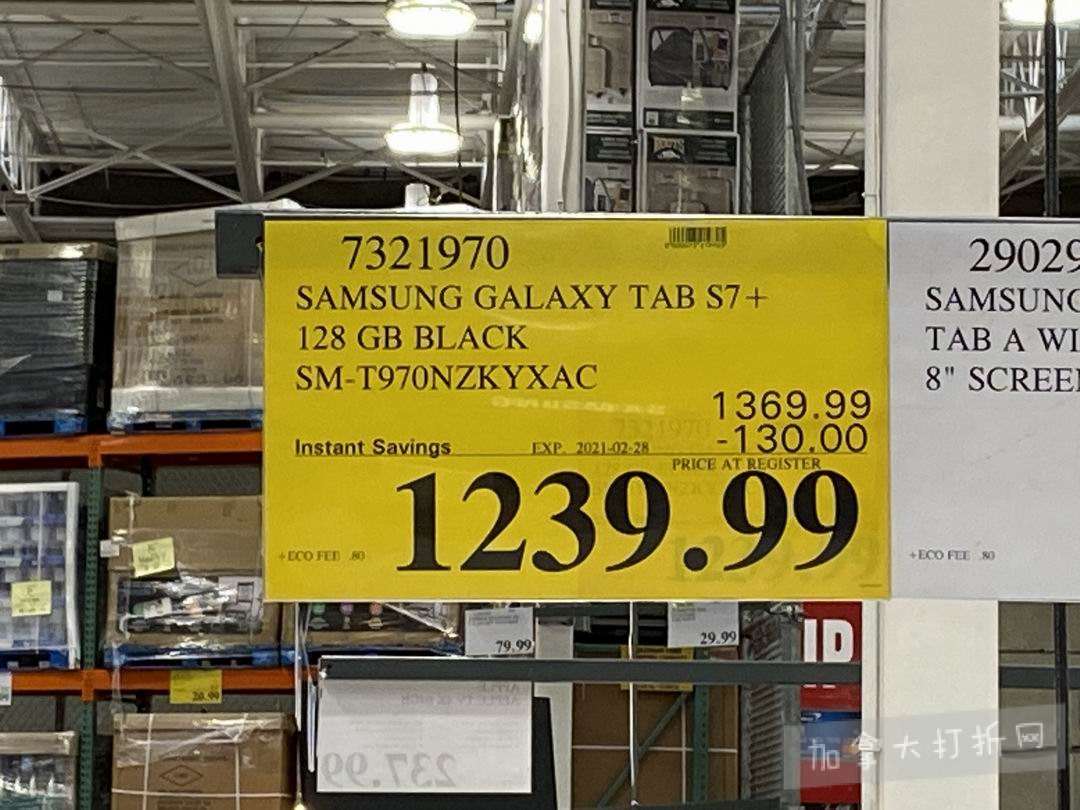 7321970
SAMSUNG GALAXY TAB S7+
128 GB BLACK
SM-T970NZKYXAC
1369.99
Instant Savings EXP. 2021-02-28 -130.00
PRICE AT REGISTER
1239.99
+ECO FEE .80
29029
SAMSUNG
TAB A WI
8" SCREE
+ECO FEE .80
79.99
29.99
20.99
237.99
加拿大打折网